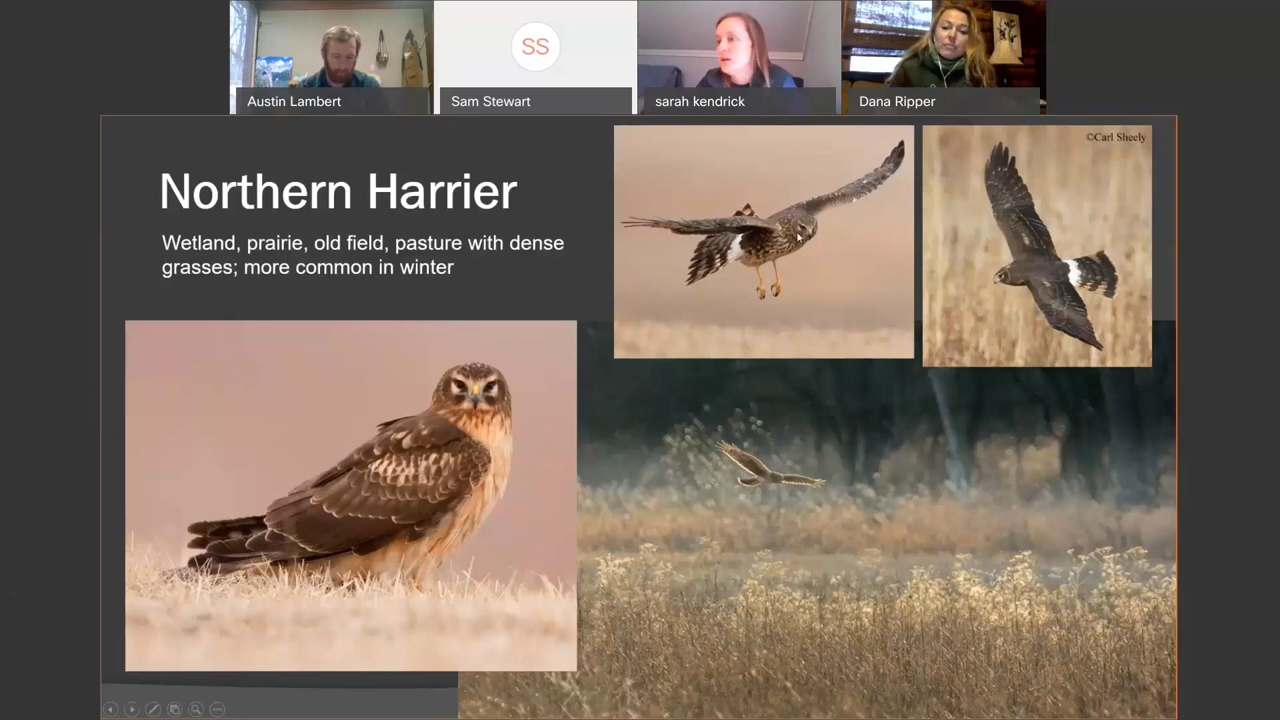 SS
Austin Lambert
Sam Stewart
sarah kendrick
Dana Ripper
©Carl Sheely
Northern Harrier
Wetland, prairie, old field, pasture with dense
grasses; more common in winter